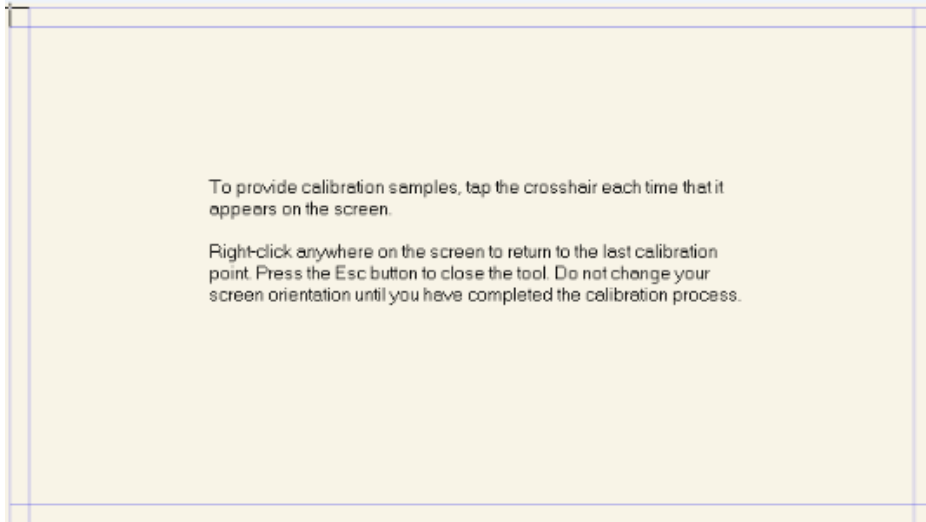 To provide calibration samples, tap the crosshair each time that it
appears on the screen.
Right-click anywhere on the screen to return to the last calibration
point. Press the Esc button to close the tool. Do not change your
screen orientation until you have completed the calibration process.